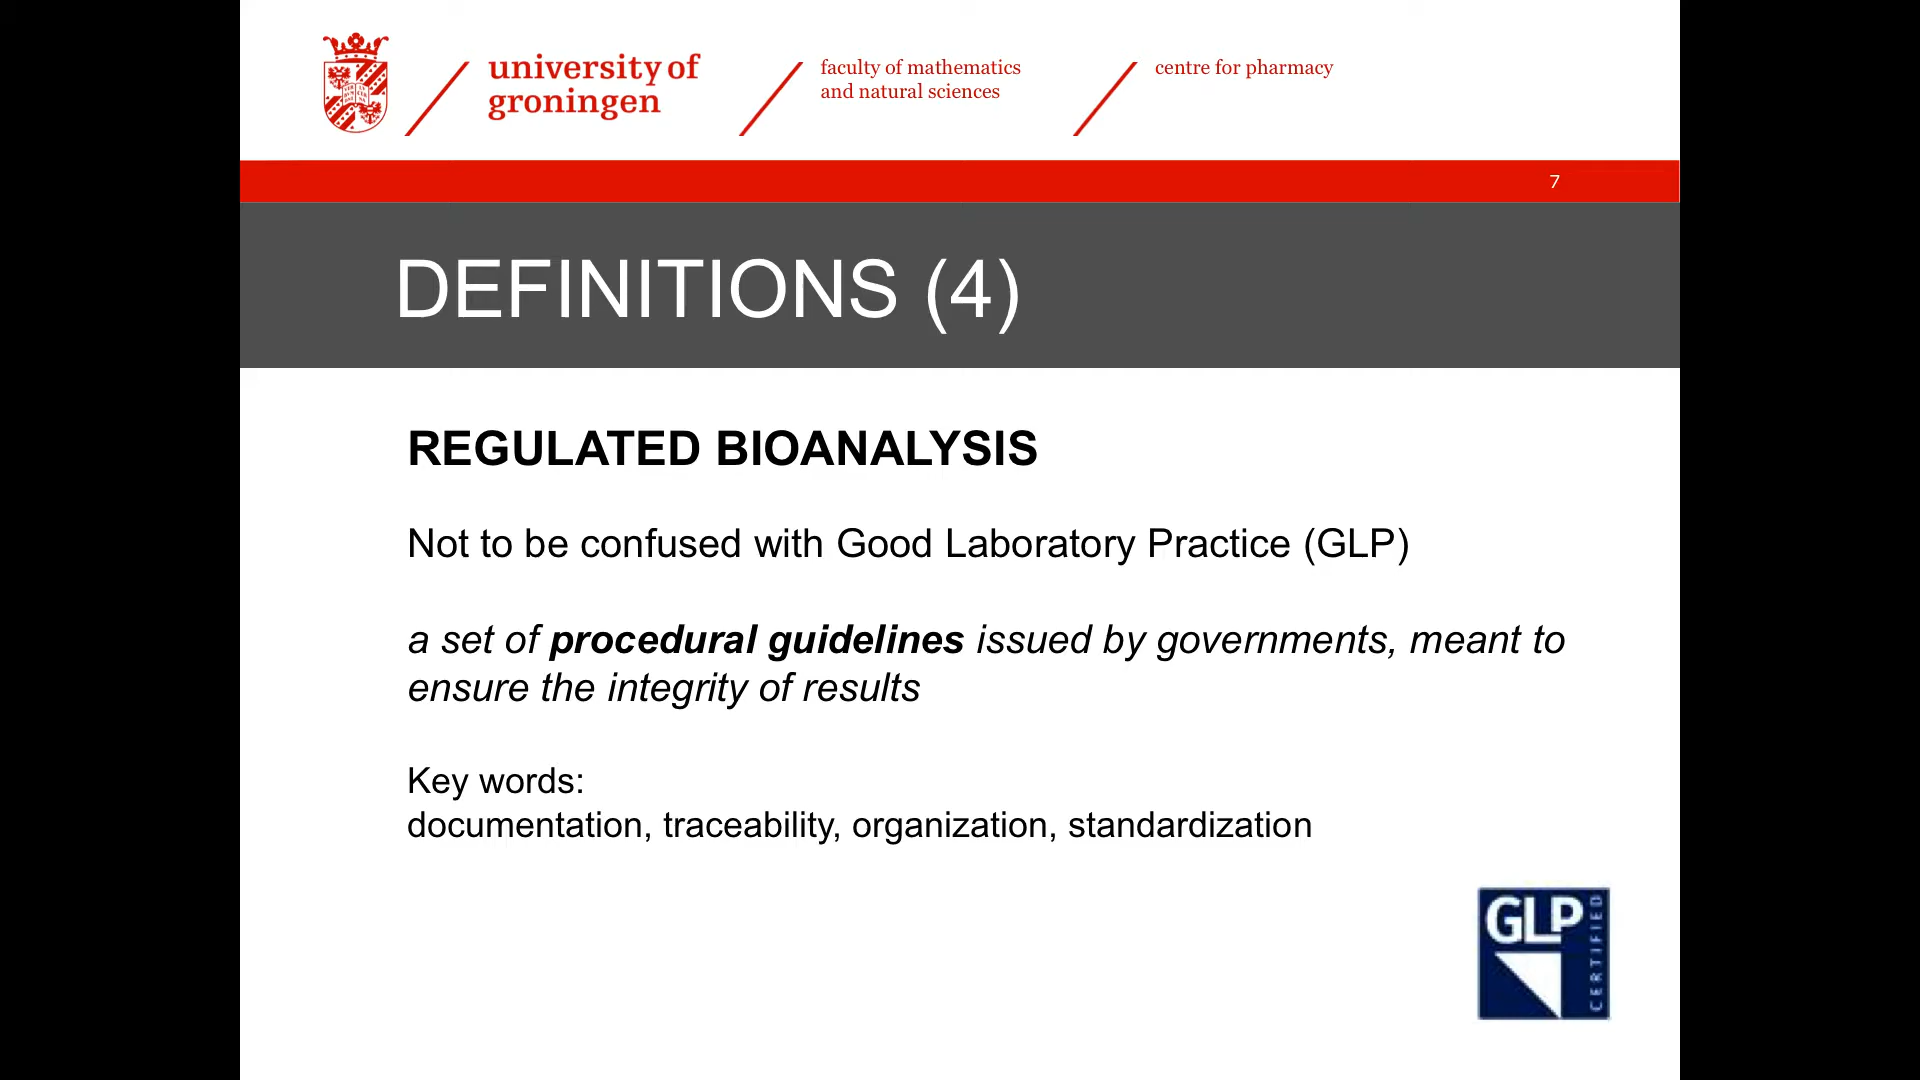 university of
groningen
faculty of mathematics
and natural sciences
centre for pharmacy
7
DEFINITIONS (4)
REGULATED BIOANALYSIS
Not to be confused with Good Laboratory Practice (GLP)
a set of procedural guidelines issued by governments, meant to
ensure the integrity of results
Key words:
documentation, traceability, organization, standardization
GLP
CERTIFIED